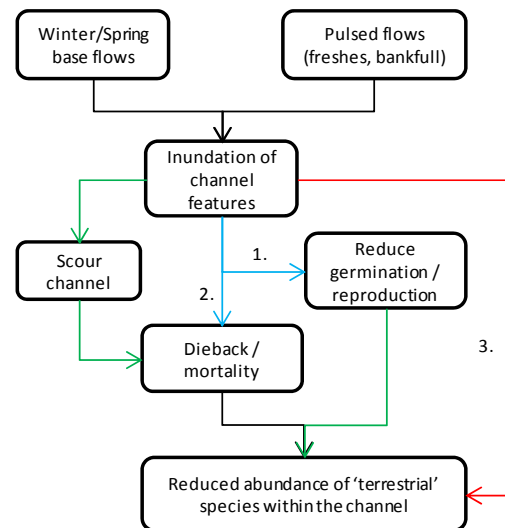 Winter/Spring
base flows
Pulsed flows
(freshes, bankfull)
Inundation of
channel
features
Scour
channel
1.
Reduce
germination /
reproduction
2.
Dieback /
mortality
3.
Reduced abundance of ‘terrestrial’
species within the channel